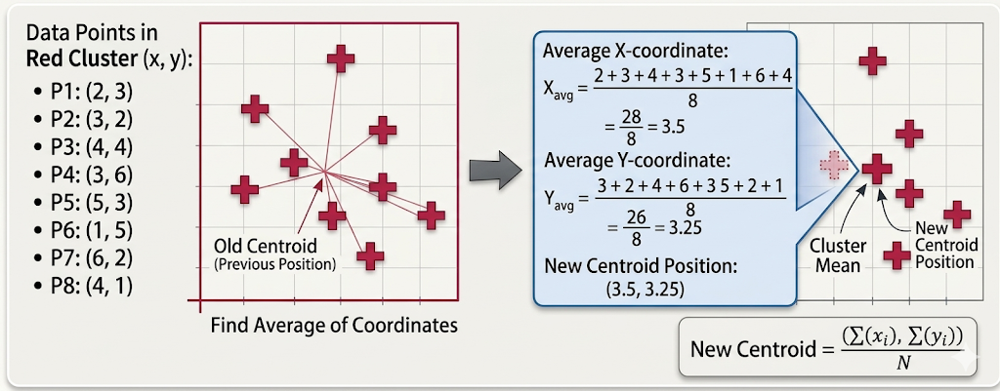 Data Points in
Red Cluster (x, y):
• P1: (2, 3)
• P2: (3, 2)
• P3: (4, 4)
• P4: (3, 6)
• P5: (5, 3)
• P6: (1, 5)
• P7: (6, 2)
• P8: (4, 1)
Old Centroid
(Previous Position)
Find Average of Coordinates
Average X-coordinate:
X_avg = 2 + 3 + 4 + 3 + 5 + 1 + 6 + 4 / 8
= 28 / 8 = 3.5
Average Y-coordinate:
Y_avg = 3 + 2 + 4 + 6 + 3 5 + 2 + 1 / 8
= 26 / 8 = 3.25
New Centroid Position:
(3.5, 3.25)
Cluster
Mean
New
Centroid
Position
New Centroid = (∑(x_i), ∑(y_i)) / N